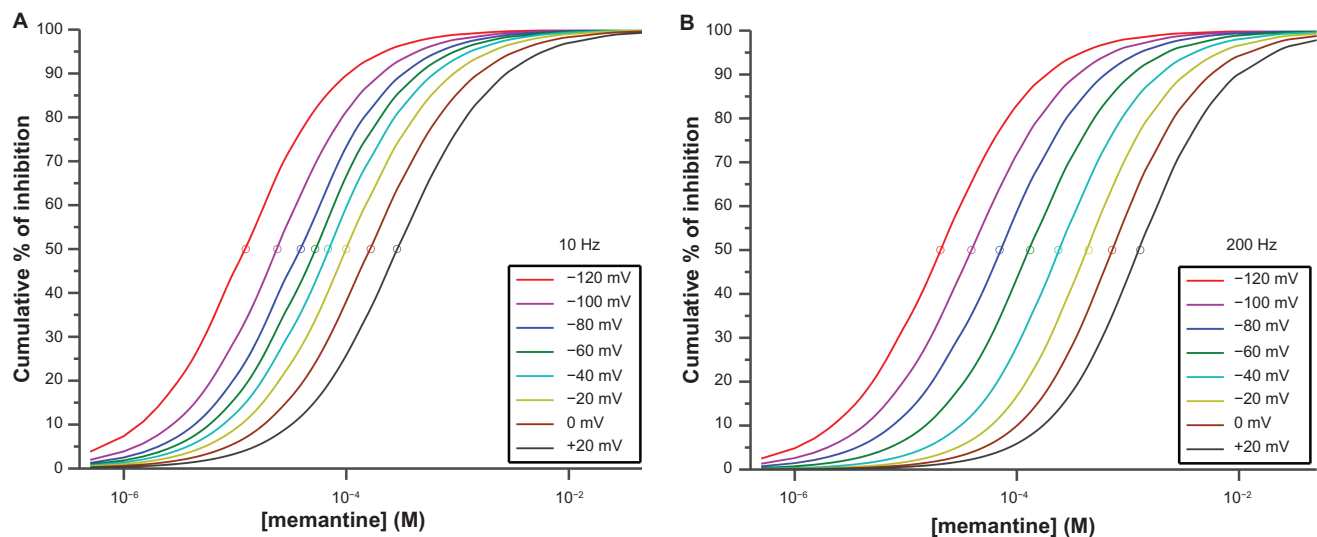 A
Cumulative % of inhibition
100
90
80
70
60
50
40
30
20
10
0
10⁻⁶
10⁻⁴
10⁻²
[memantine] (M)
10 Hz
−120 mV
−100 mV
−80 mV
−60 mV
−40 mV
−20 mV
0 mV
+20 mV
B
Cumulative % of inhibition
100
90
80
70
60
50
40
30
20
10
0
10⁻⁶
10⁻⁴
10⁻²
[memantine] (M)
200 Hz
−120 mV
−100 mV
−80 mV
−60 mV
−40 mV
−20 mV
0 mV
+20 mV